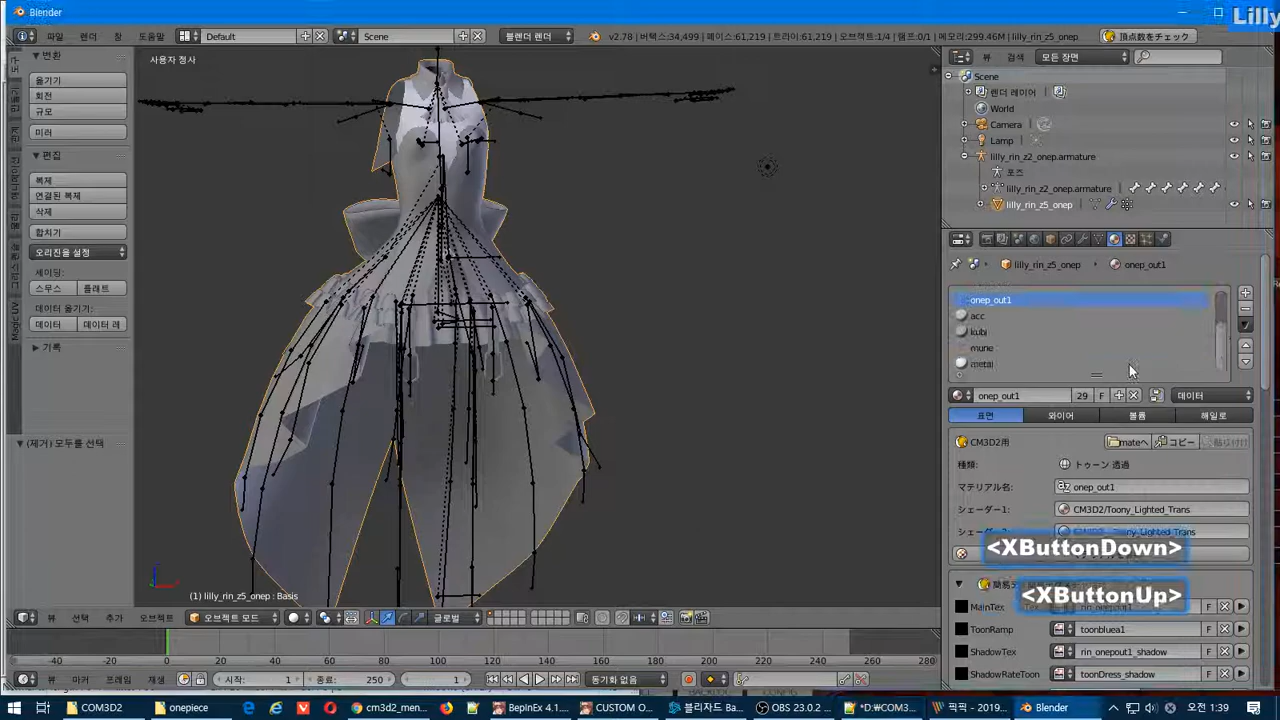 Blender
Lilly
파일
렌더
창
도움말
Default
Scene
블렌더 렌더
v2.78 | 버텍스:34,499 | 페이스:61,219 | 트라이:61,219 | 오브젝트:1/4 | 램프:0/1 | 메모리:299.46M | lilly_rin_z5_onep
頂点数をチェック
변환
옮기기
회전
규모
미러
편집
복제
연결된 복제
삭제
합치기
오리진을 설정
셰이딩:
스무스
플래트
데이터 옮기기:
데이터
데이터 레
기록
Magic UV
(제거) 모두를 선택
사용자 정사
(1) lilly_rin_z5_onep : Basis
뷰
검색
모든 장면
Scene
렌더 레이어
World
Camera
Lamp
lilly_rin_z2_onep.armature
포즈
lilly_rin_z2_onep.armature
lilly_rin_z5_onep
lilly_rin_z5_onep
onep_out1
onep_out1
acc
kubi
mune
metal
onep_out1
29
F
데이터
표면
와이어
볼륨
해일로
CM3D2用
mateへ
コピー
種類:
トゥーン 透過
マテリアル名:
onep_out1
シェーダー1:
CM3D2/Toony_Lighted_Trans
<XButtonDown>
<XButtonUp>
MainTex
F
ToonRamp
toonbluea1
F
ShadowTex
rin_onepout1_shadow
F
ShadowRateToon
toonDress_shadow
F
뷰
선택
추가
오브젝트
오브젝트 모드
글로벌
-40
-20
0
20
40
60
80
100
120
140
160
180
200
220
240
260
280
뷰
마커
프레임
재생
시작: 1
종료: 250
1
동기화 없음
COM3D2
onepiece
cm3d2_men...
BepInEx 4.1....
CUSTOM O...
블리자드 Ba...
OBS 23.0.2 ...
*D:₩COM3...
픽픽 - 2019...
Blender
오전 1:39